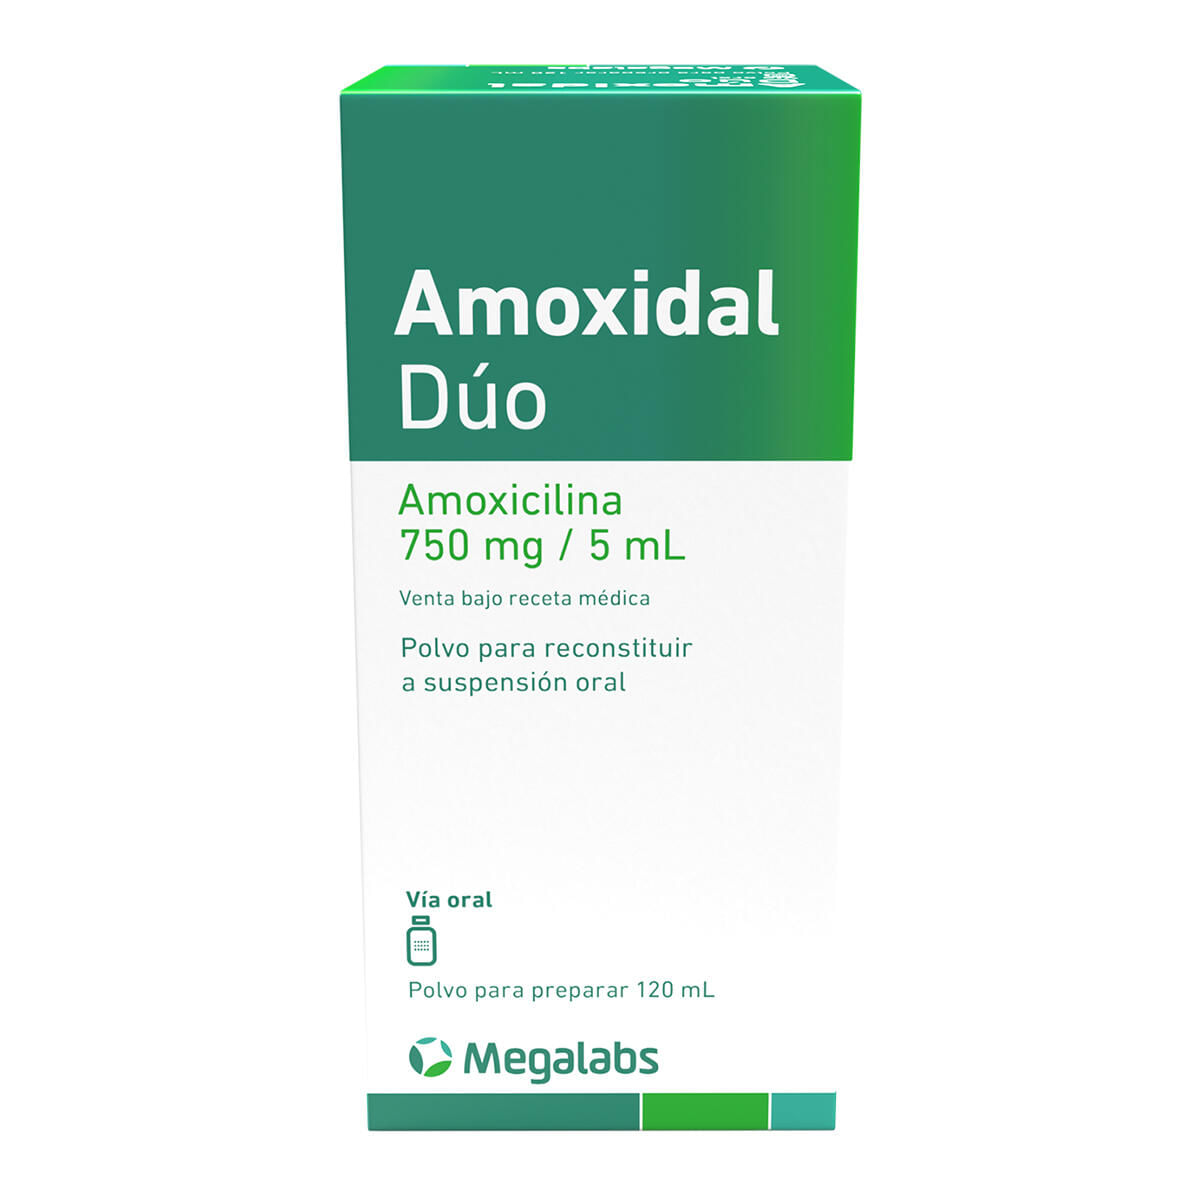 Amoxidal
Dúo
Amoxicilina
750 mg / 5 mL
Venta bajo receta médica
Polvo para reconstituir
a suspensión oral
Vía oral
Polvo para preparar 120 mL
Megalabs